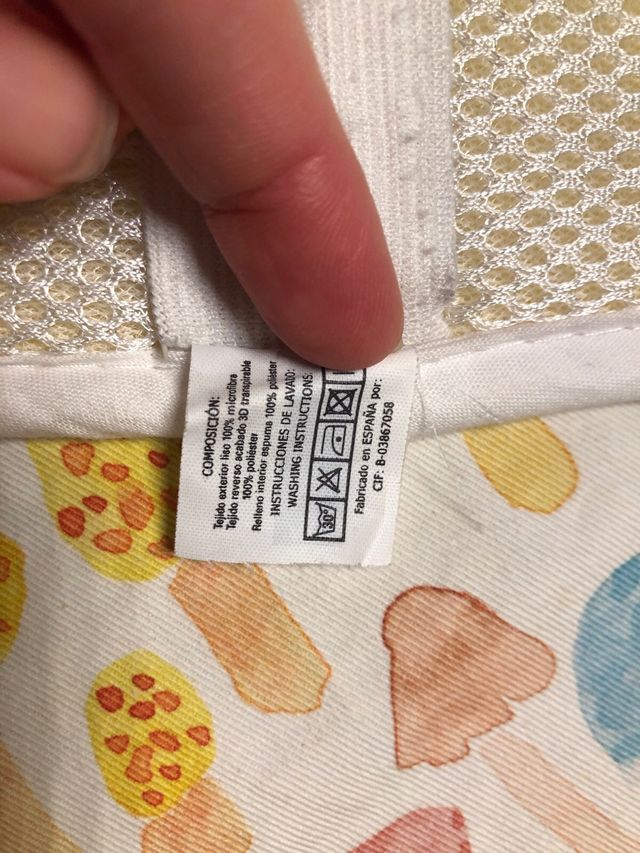 COMPOSICIÓN:
Tejido exterior liso 100% microfibra
Tejido reverso acabado 3D transpirable
100% poliéster
Relleno interior espuma 100% poliéster
INSTRUCCIONES DE LAVADO:
WASHING INSTRUCTIONS:
30°
Fabricado en ESPAÑA por:
CIF: B-03867058